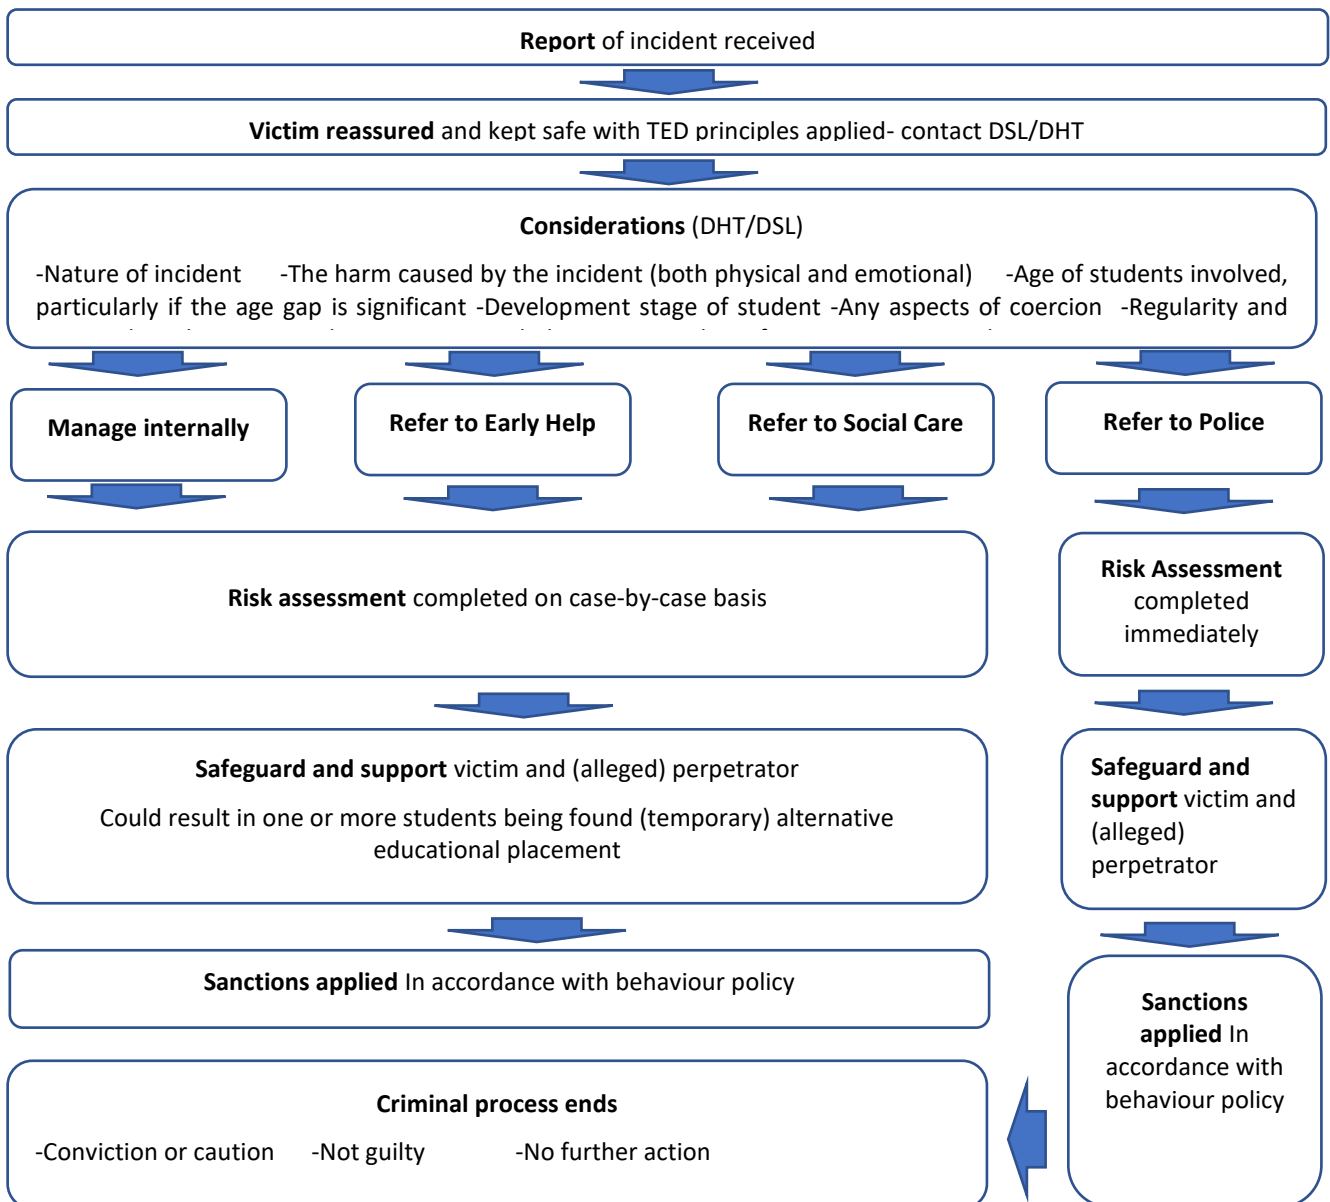 Report of incident received
Victim reassured and kept safe with TED principles applied- contact DSL/DHT
Considerations (DHT/DSL)
-Nature of incident -The harm caused by the incident (both physical and emotional) -Age of students involved,
particularly if the age gap is significant -Development stage of student -Any aspects of coercion -Regularity and
Manage internally
Refer to Early Help
Refer to Social Care
Refer to Police
Risk assessment completed on case-by-case basis
Risk Assessment
completed
immediately
Safeguard and support victim and (alleged) perpetrator
Could result in one or more students being found (temporary) alternative
educational placement
Safeguard and
support victim and
(alleged)
perpetrator
Sanctions applied In accordance with behaviour policy
Sanctions
applied In
accordance with
behaviour policy
Criminal process ends
-Conviction or caution -Not guilty -No further action